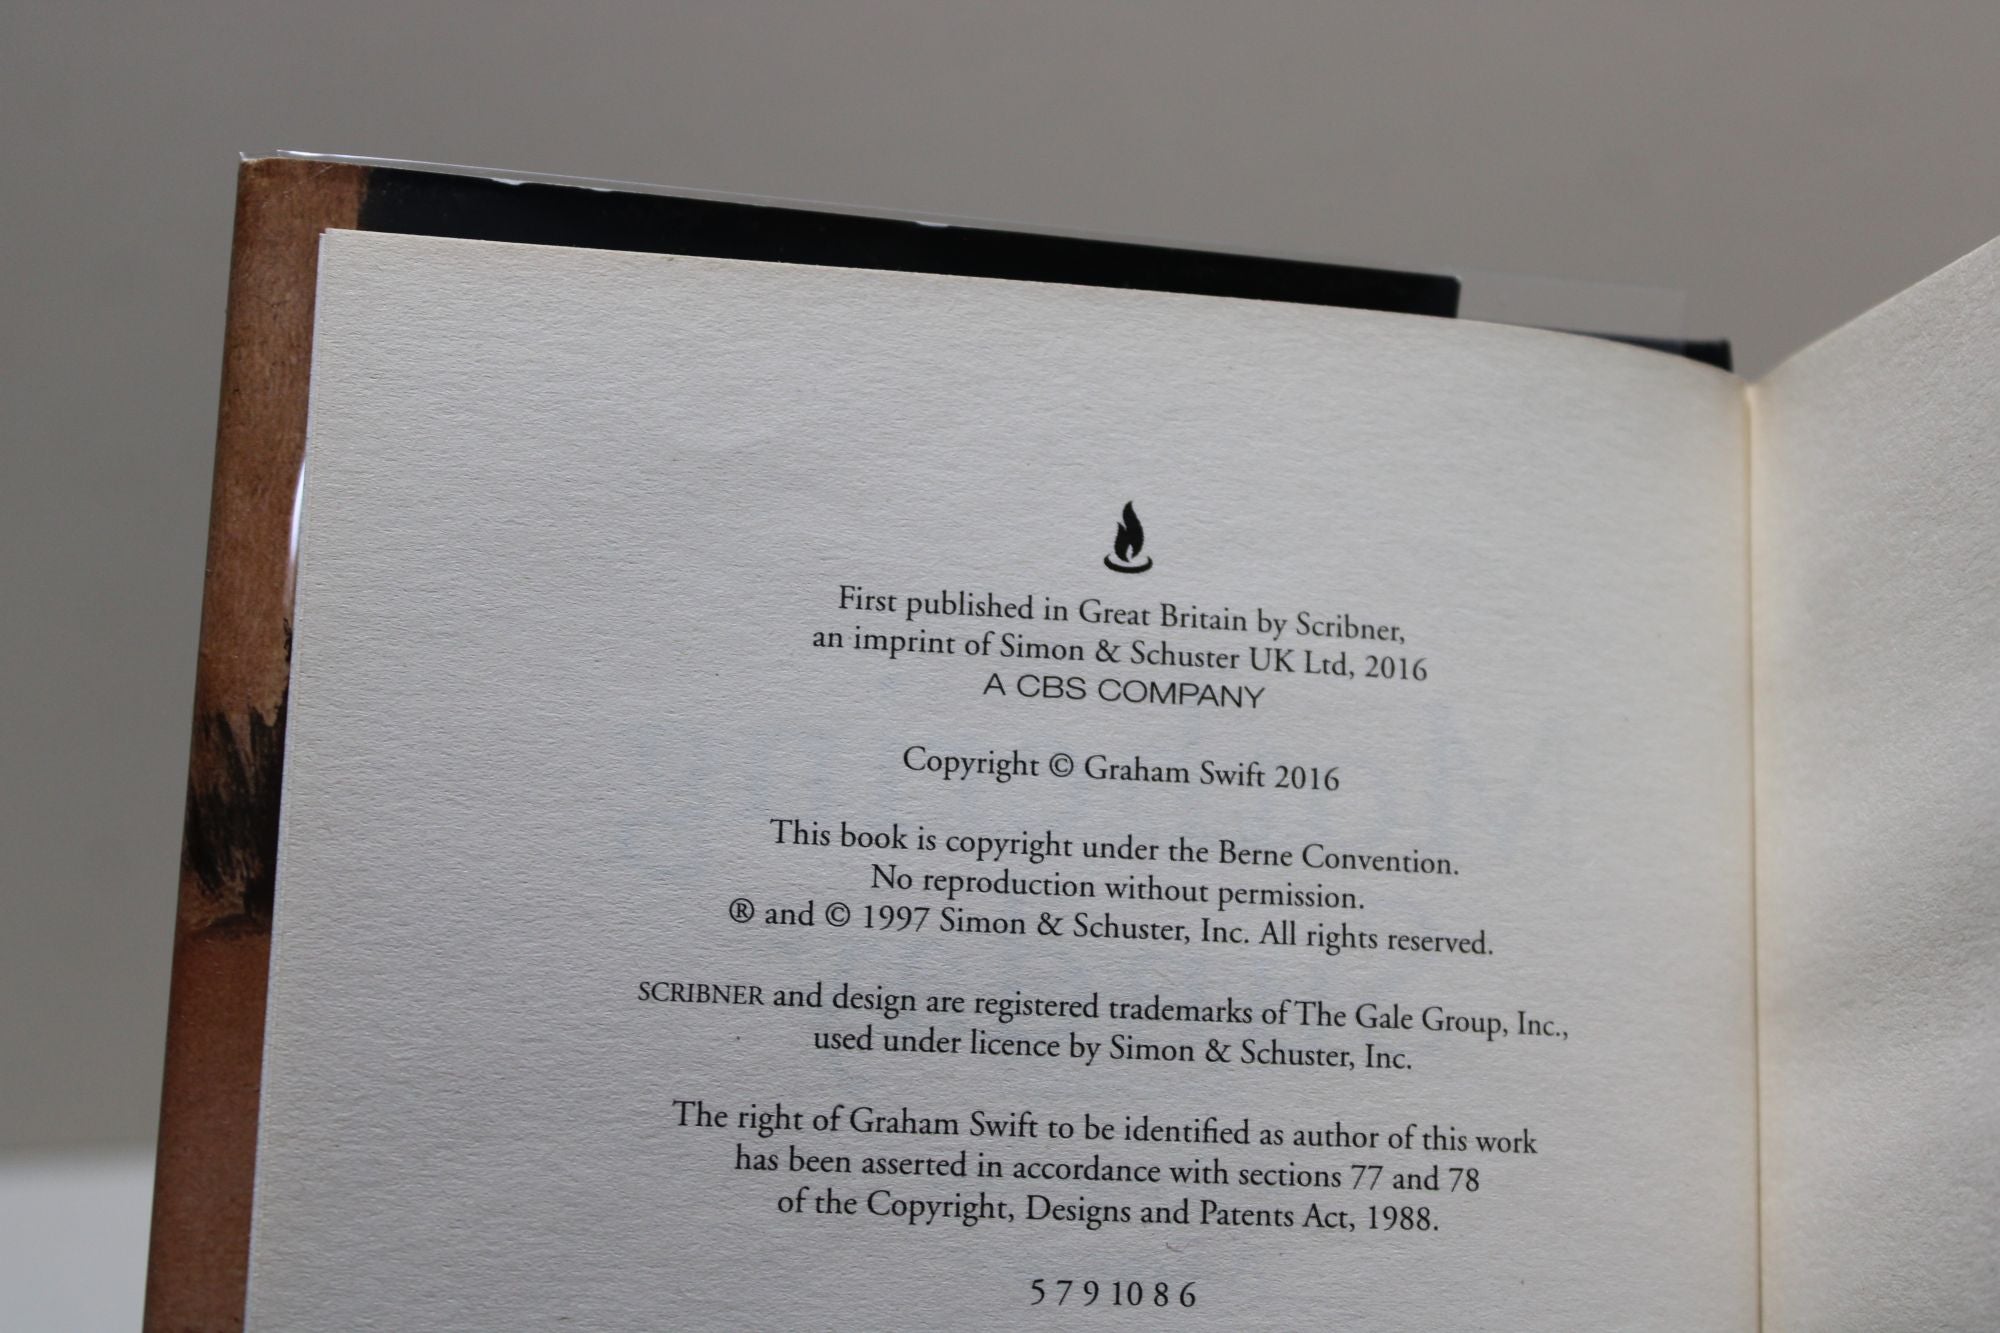 First published in Great Britain by Scribner,
an imprint of Simon & Schuster UK Ltd, 2016
A CBS COMPANY
Copyright © Graham Swift 2016
This book is copyright under the Berne Convention.
No reproduction without permission.
® and © 1997 Simon & Schuster, Inc. All rights reserved.
SCRIBNER and design are registered trademarks of The Gale Group, Inc.,
used under licence by Simon & Schuster, Inc.
The right of Graham Swift to be identified as author of this work
has been asserted in accordance with sections 77 and 78
of the Copyright, Designs and Patents Act, 1988.
5 7 9 10 8 6